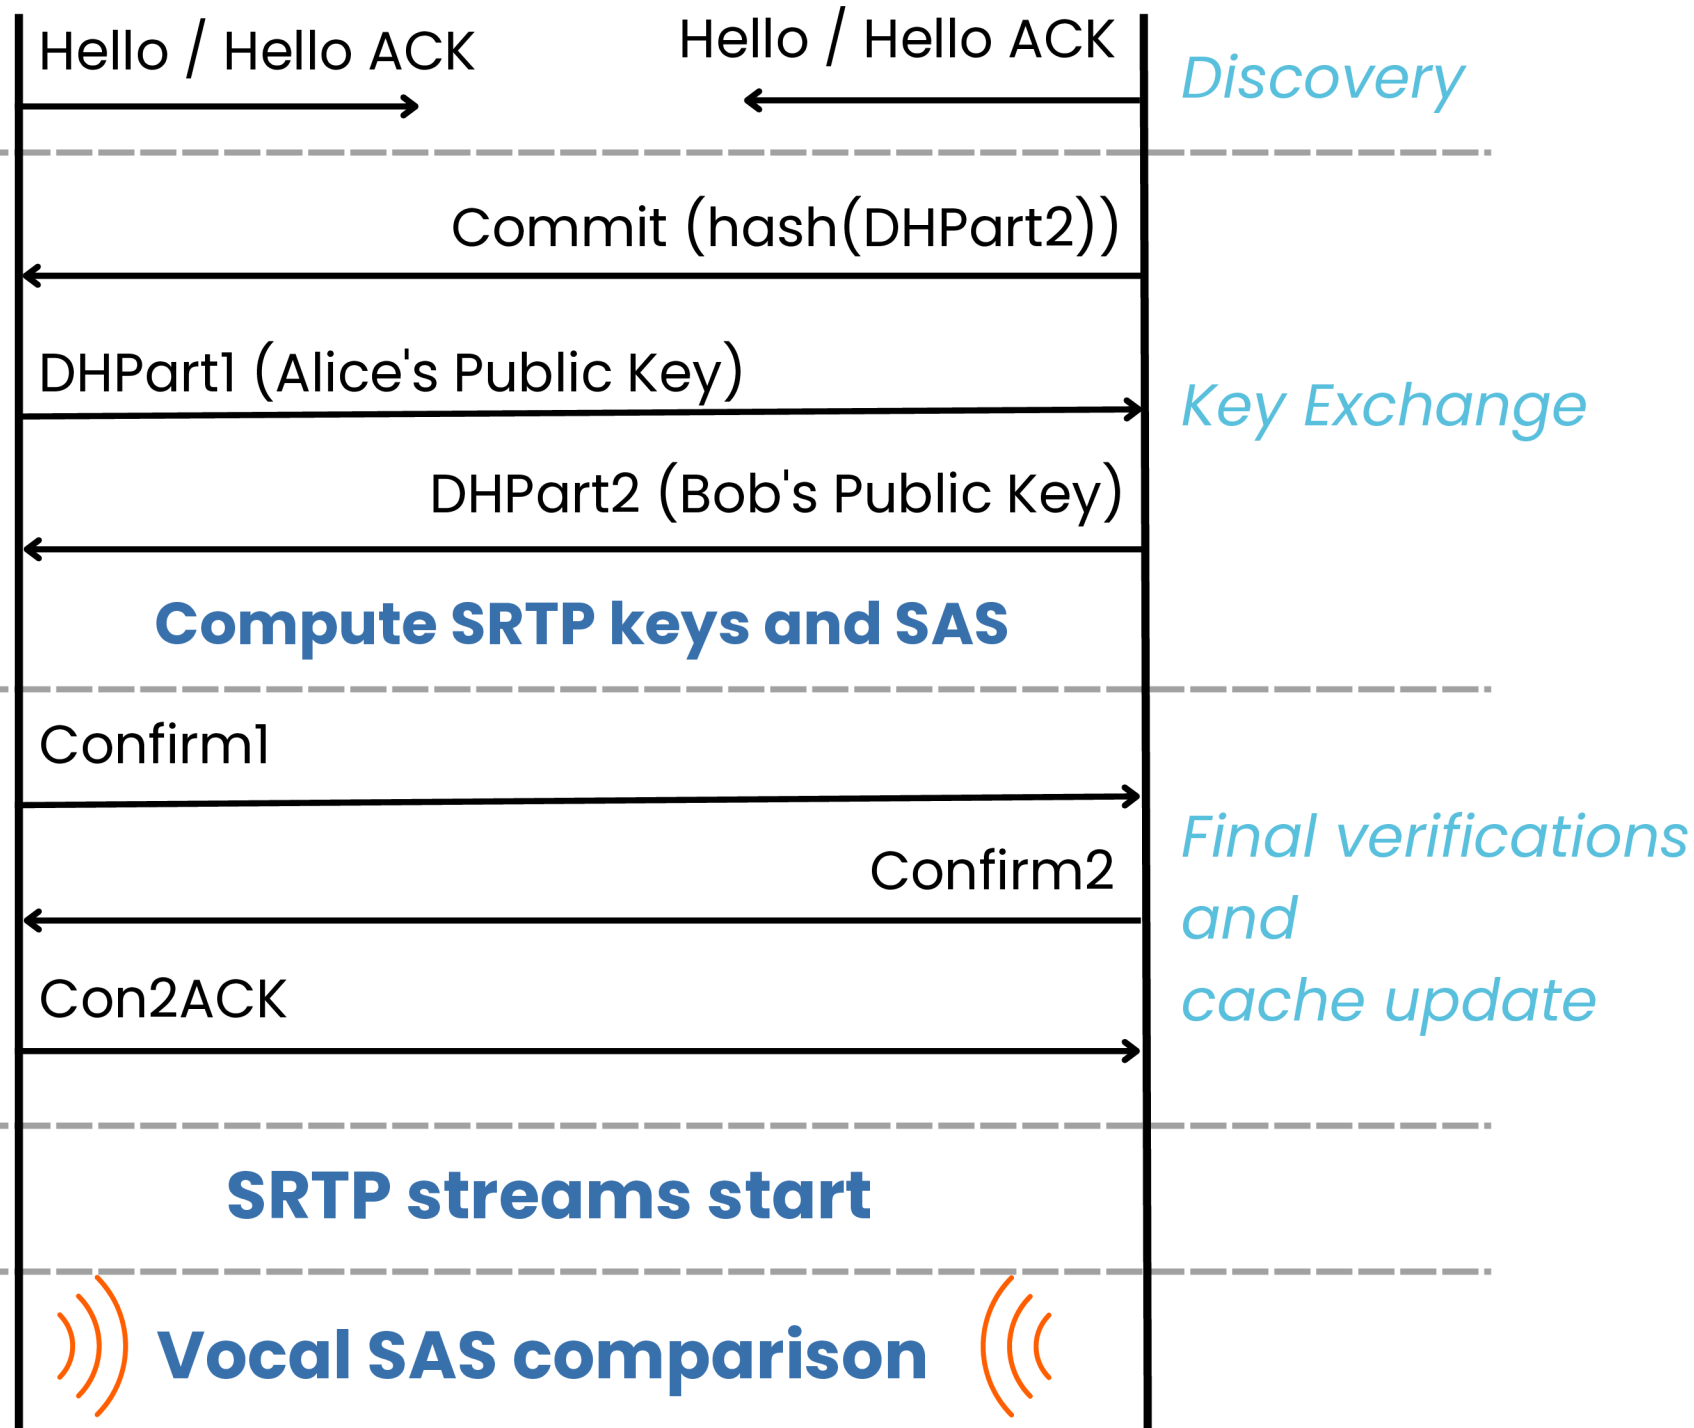 Hello / Hello ACK
Hello / Hello ACK
Discovery
Commit (hash(DHPart2))
DHPart1 (Alice's Public Key)
Key Exchange
DHPart2 (Bob's Public Key)
Compute SRTP keys and SAS
Confirm1
Final verifications
Confirm2
and
Con2ACK
cache update
SRTP streams start
Vocal SAS comparison